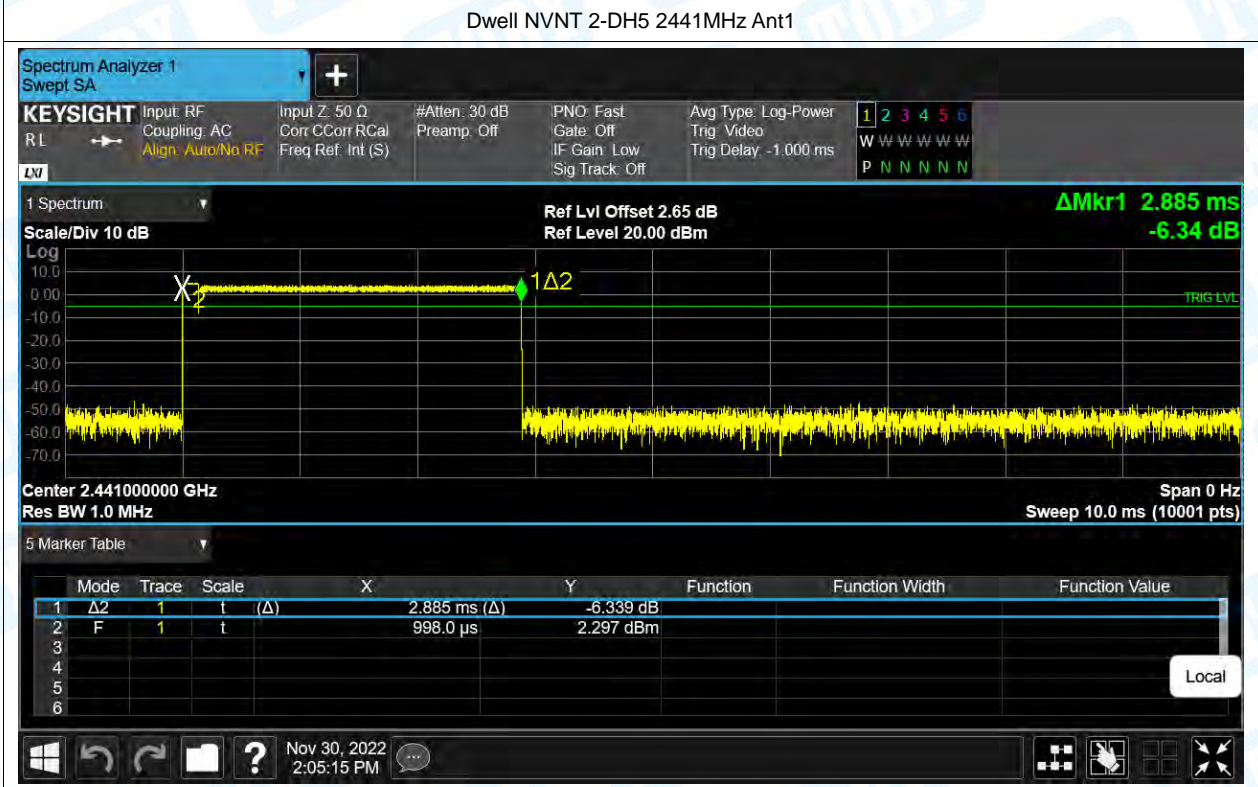 Dwell NVNT 2-DH5 2441MHz Ant1
Spectrum Analyzer 1
Swept SA
+
KEYSIGHT Input: RF Input Z: 50 Ω #Atten: 30 dB PNO: Fast Avg Type: Log-Power 1 2 3 4 5 6
R L Coupling: AC Corr CCorr RCal Preamp: Off Gate: Off Trig: Video W W W W W W
Align: Auto/No RF Freq Ref: Int (S) IF Gain: Low Trig Delay: -1.000 ms P N N N N N
LXI Sig Track: Off
1 Spectrum Ref Lvl Offset 2.65 dB ΔMkr1 2.885 ms
Scale/Div 10 dB Ref Level 20.00 dBm -6.34 dB
Log
10.0
0.00
-10.0
-20.0
-30.0
-40.0
-50.0
-60.0
-70.0
X 2 1Δ2
TRIG LVL
Center 2.441000000 GHz Span 0 Hz
Res BW 1.0 MHz Sweep 10.0 ms (10001 pts)
5 Marker Table
Mode Trace Scale X Y Function Function Width Function Value
1 Δ2 1 t (Δ) 2.885 ms (Δ) -6.339 dB
2 F 1 t 998.0 µs 2.297 dBm
3
4
5
6
Local
? Nov 30, 2022
2:05:15 PM
TOBY